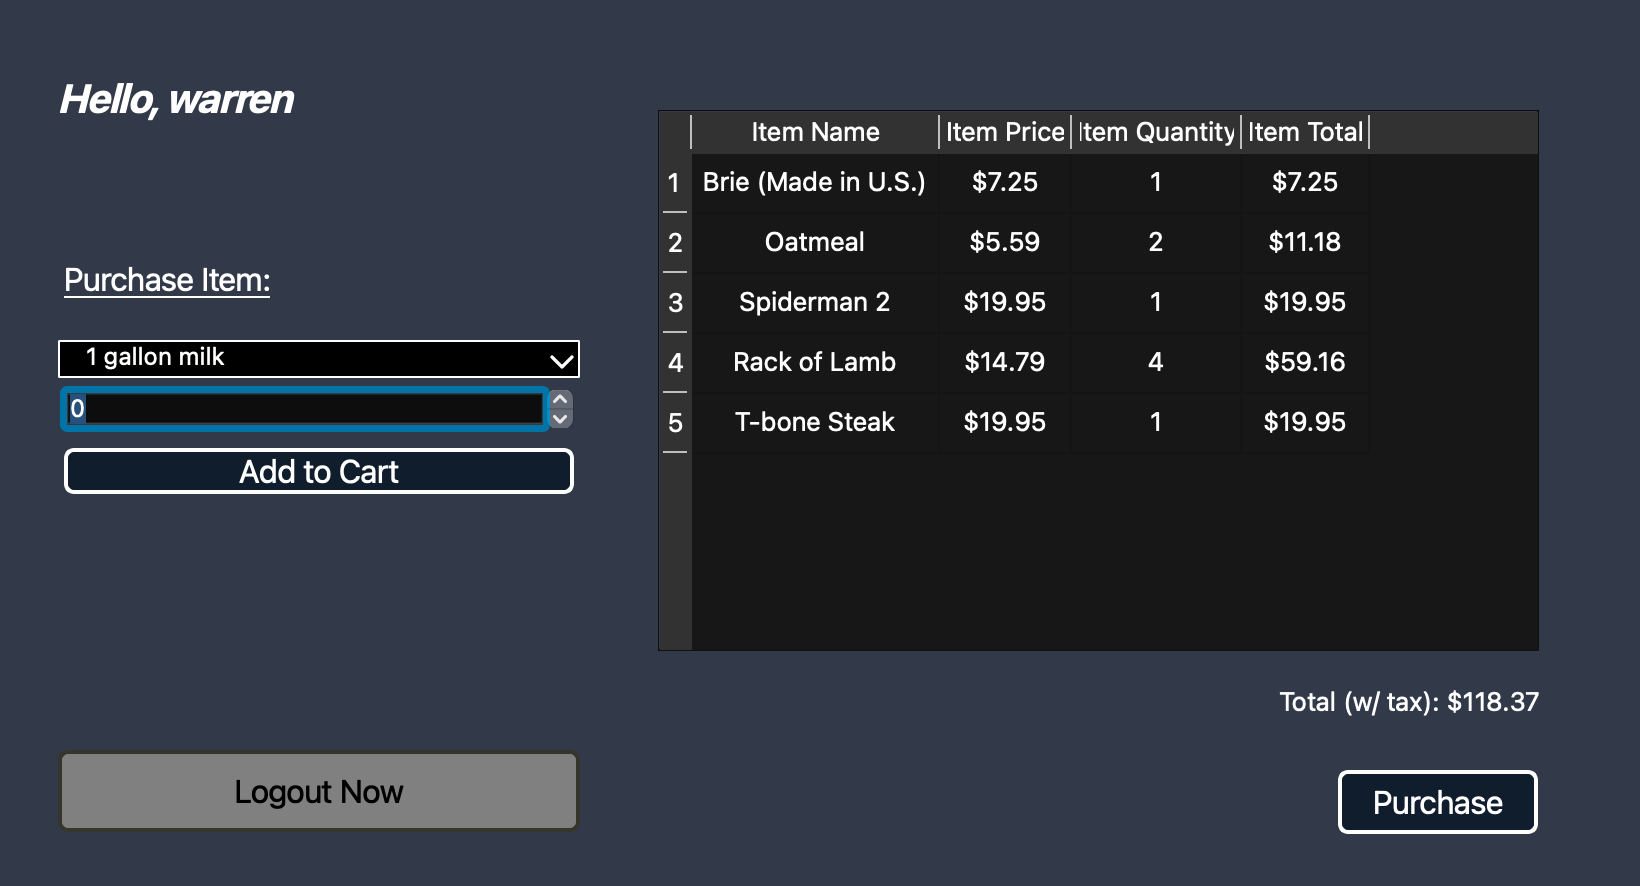 Hello, warren
Purchase Item:
1 gallon milk
0
Add to Cart
Logout Now
Item Name Item Price Item Quantity Item Total
1 Brie (Made in U.S.) $7.25 1 $7.25
2 Oatmeal $5.59 2 $11.18
3 Spiderman 2 $19.95 1 $19.95
4 Rack of Lamb $14.79 4 $59.16
5 T-bone Steak $19.95 1 $19.95
Total (w/ tax): $118.37
Purchase